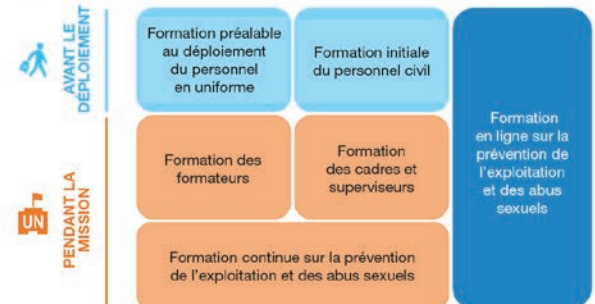 AVANT LE
DÉPLOIEMENT
Formation préalable
au déploiement
du personnel
en uniforme
Formation initiale
du personnel civil
Formation
en ligne sur la
prévention de
l'exploitation
et des abus
sexuels
UN
PENDANT LA
MISSION
Formation des
formateurs
Formation
des cadres et
superviseurs
Formation continue sur la prévention
de l'exploitation et des abus sexuels